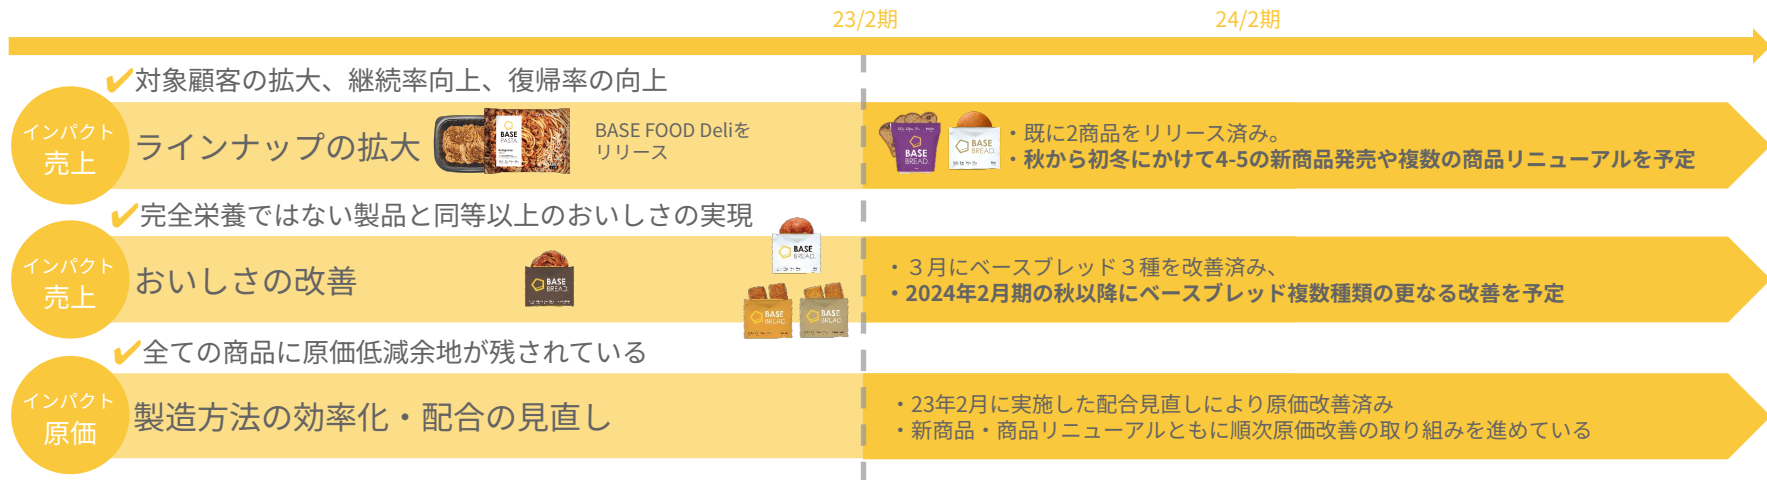 23/2期
24/2期
✔対象顧客の拡大、継続率向上、復帰率の向上
インパクト
売上
ラインナップの拡大
BASE
PASTA
BASE FOOD Deliを
リリース
BASE
BREAD.
BASE
BREAD.
・既に2商品をリリース済み。
・秋から初冬にかけて4-5の新商品発売や複数の商品リニューアルを予定
✔完全栄養ではない製品と同等以上のおいしさの実現
インパクト
売上
おいしさの改善
BASE
BREAD.
BASE
BREAD.
BASE
BREAD.
BASE
BREAD.
・３月にベースブレッド３種を改善済み、
・2024年2月期の秋以降にベースブレッド複数種類の更なる改善を予定
✔全ての商品に原価低減余地が残されている
インパクト
原価
製造方法の効率化・配合の見直し
・23年2月に実施した配合見直しにより原価改善済み
・新商品・商品リニューアルともに順次原価改善の取り組みを進めている